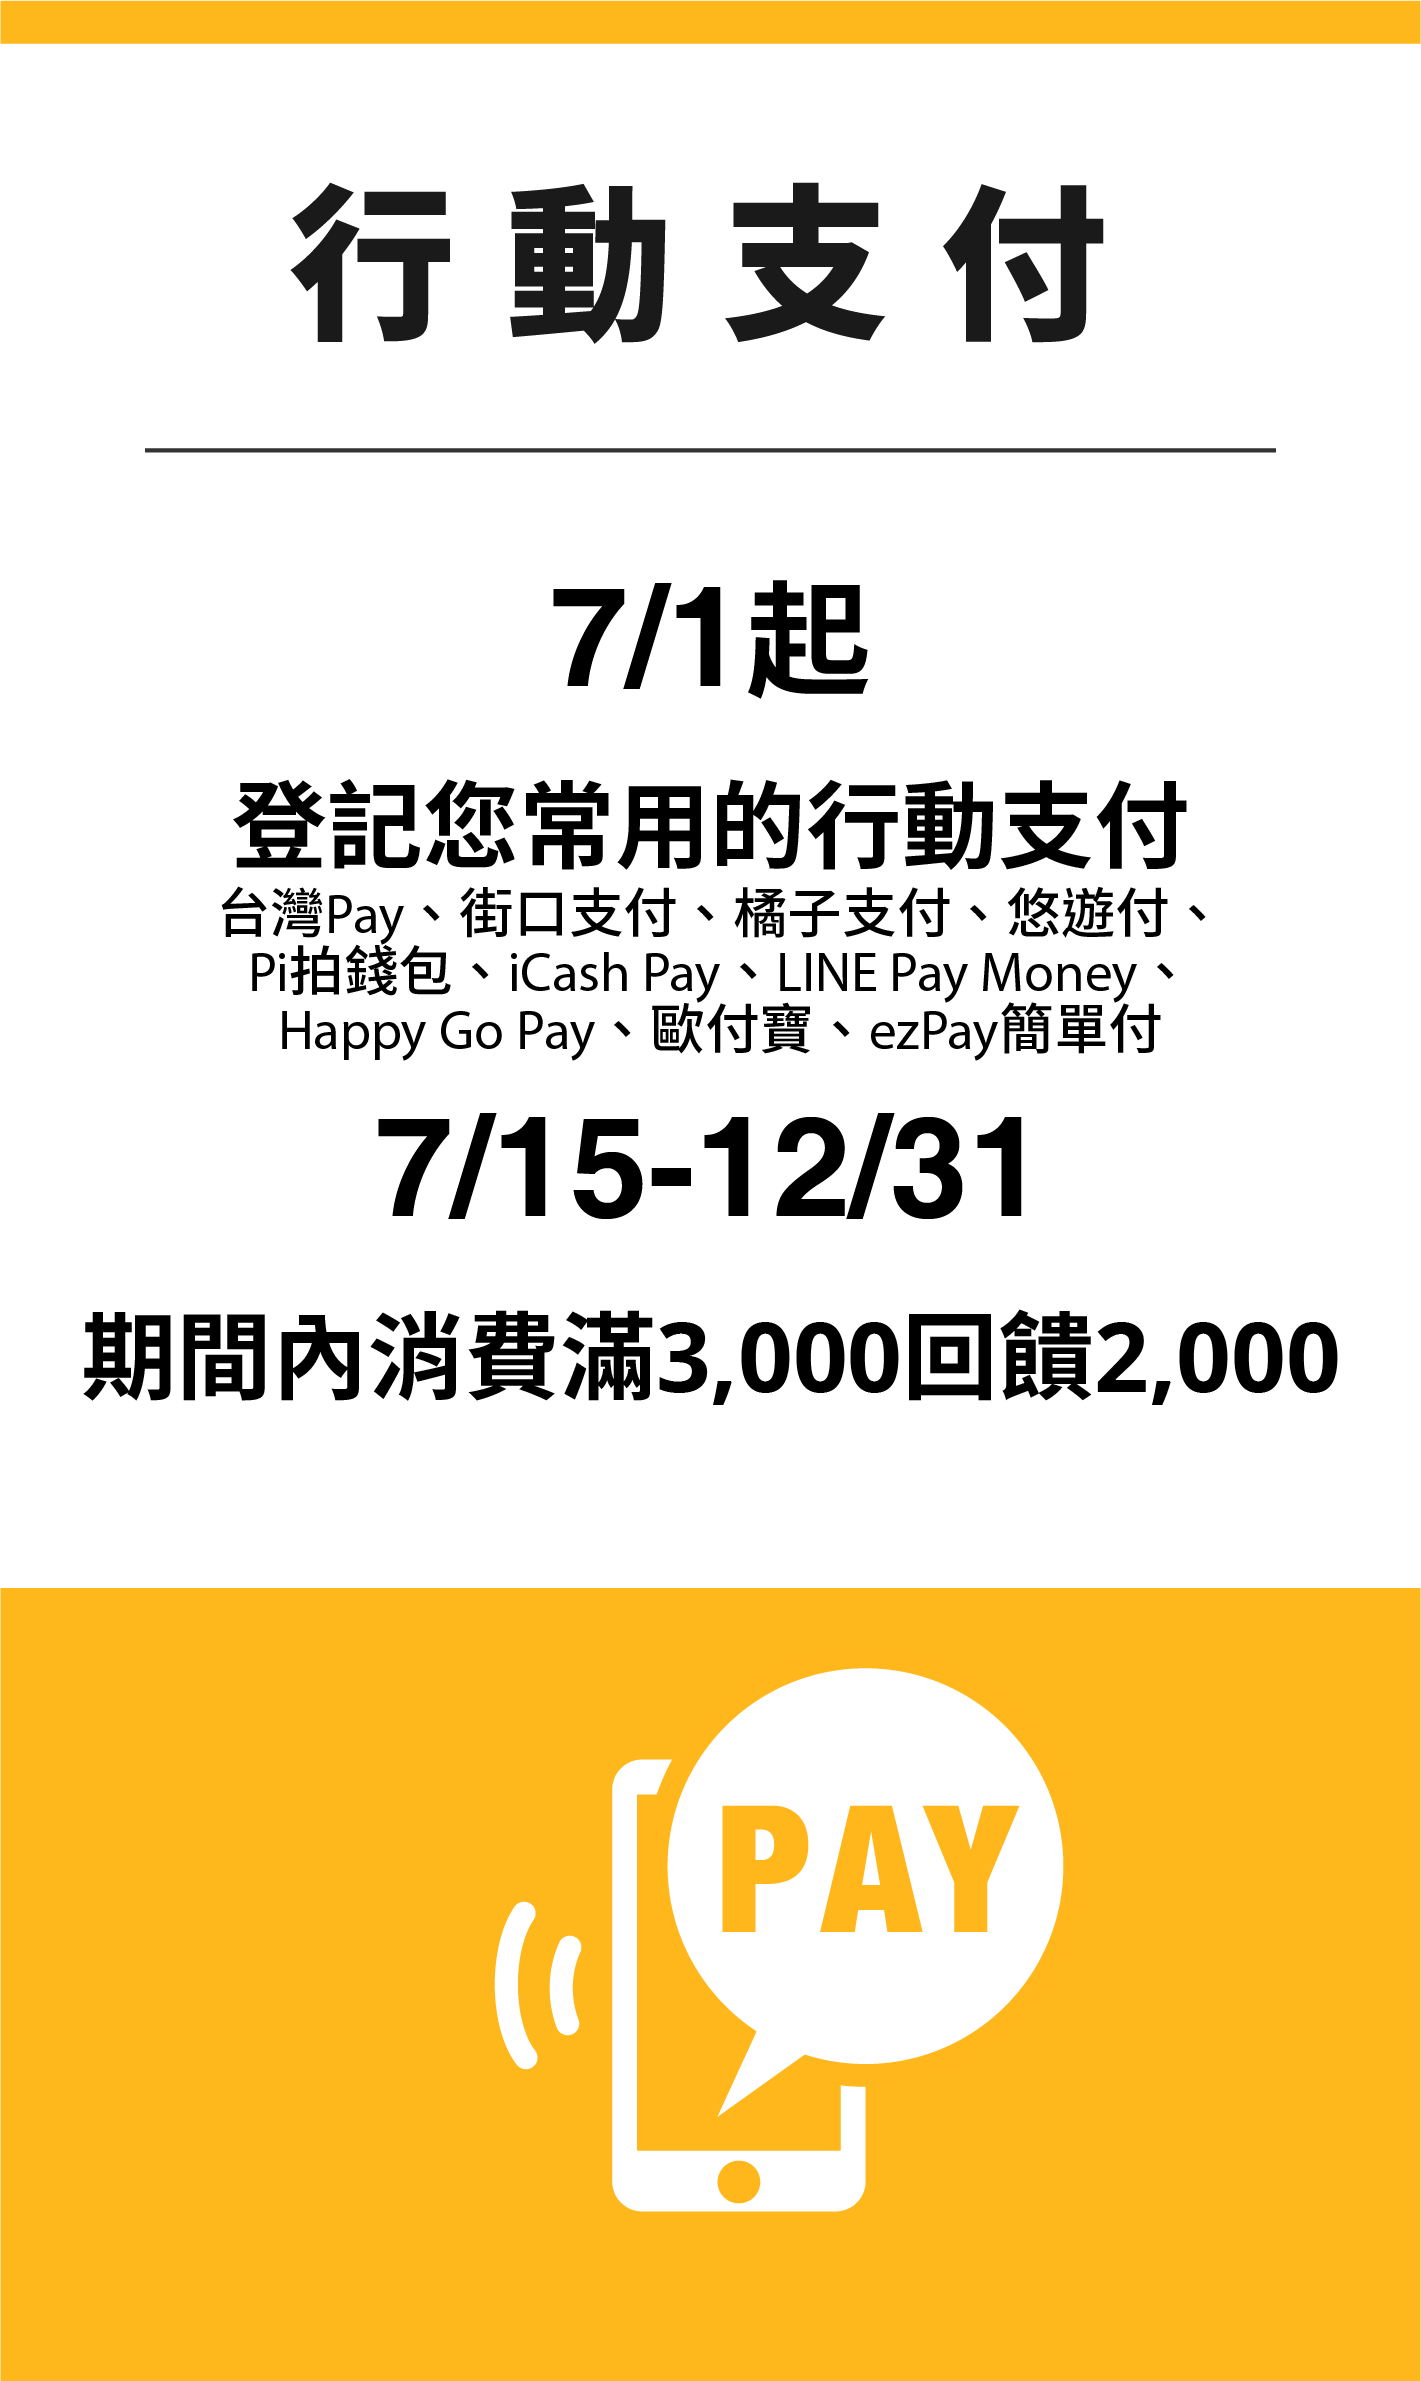 行動支付
7/1起
登記您常用的行動支付
台灣Pay、街口支付、橘子支付、悠遊付、
Pi拍錢包、iCash Pay、LINE Pay Money、
Happy Go Pay、歐付寶、ezPay簡單付
7/15-12/31
期間內消費滿3,000回饋2,000
PAY